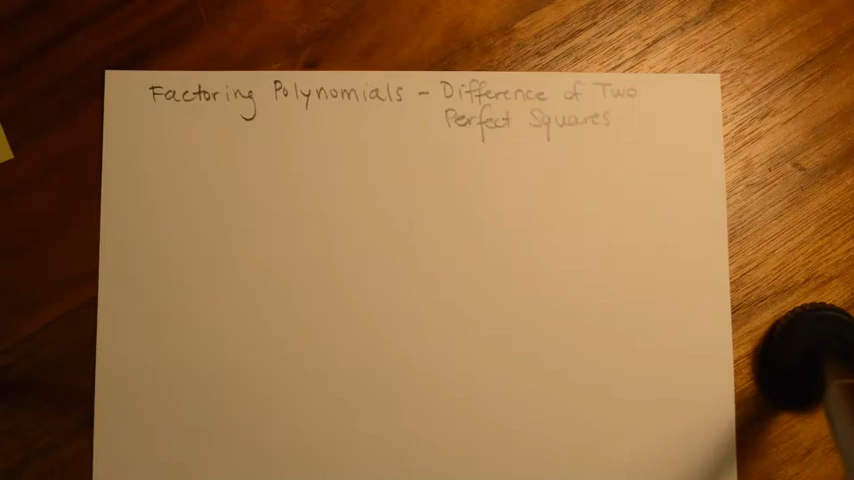 Factoring Polynomials - Difference of Two
Perfect Squares